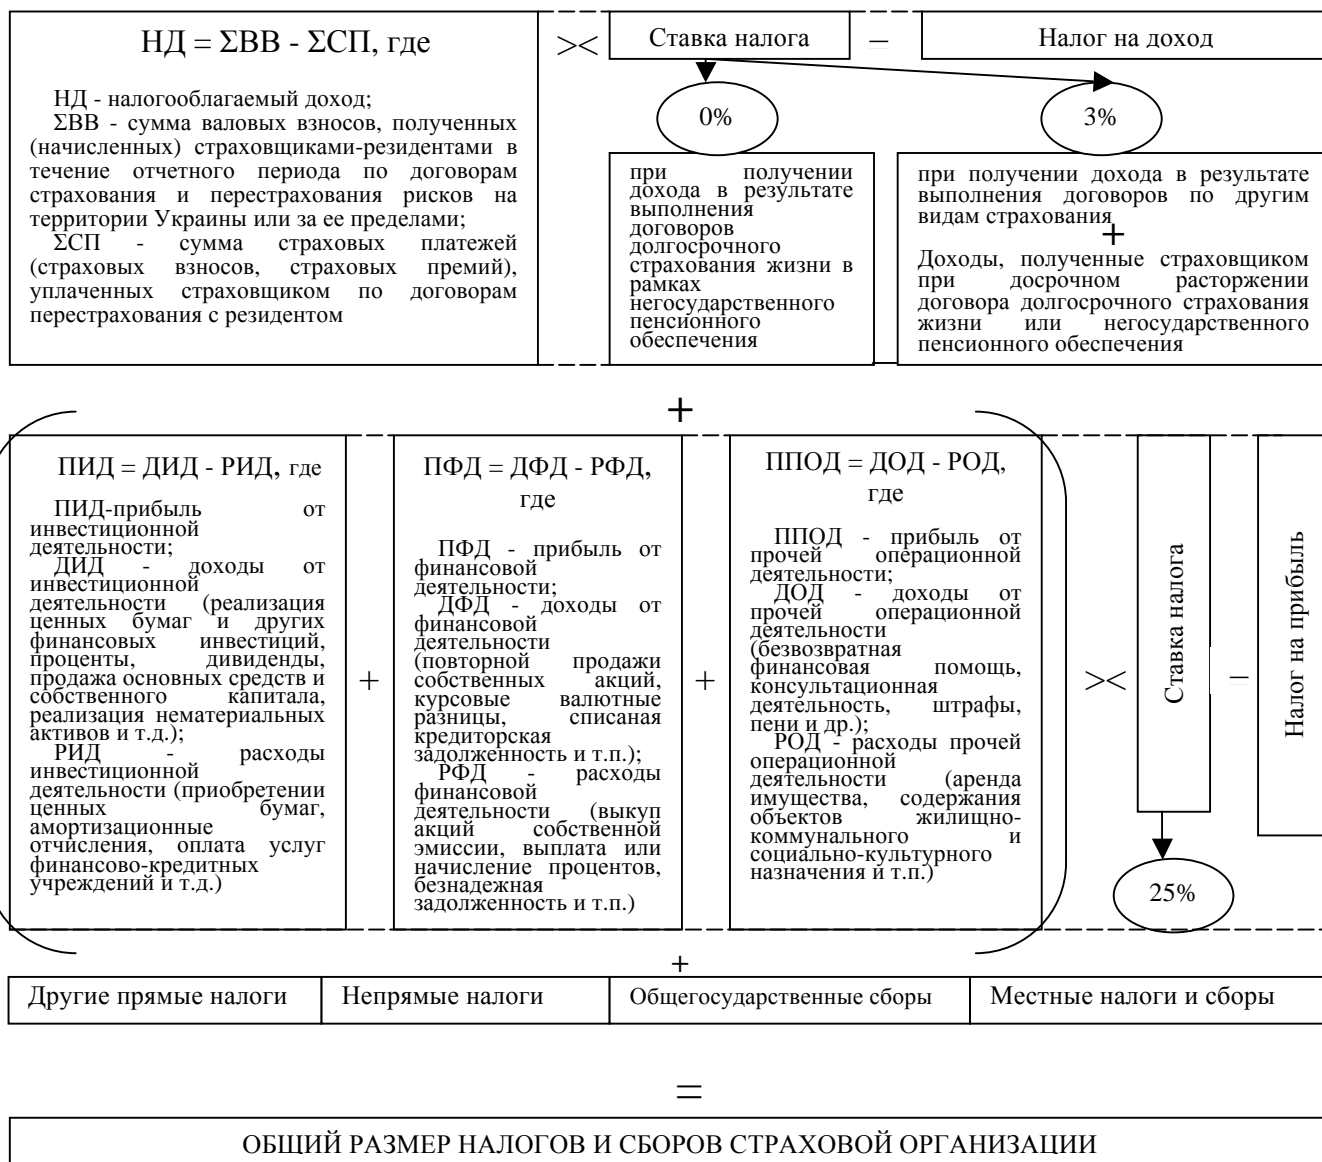 НД = ΣВВ - ΣСП, где
НД - налогооблагаемый доход;
ΣВВ - сумма валовых взносов, полученных
(начисленных) страховщиками-резидентами в
течение отчетного периода по договорам
страхования и перестрахования рисков на
территории Украины или за ее пределами;
ΣСП - сумма страховых платежей
(страховых взносов, страховых премий),
уплаченных страховщиком по договорам
перестрахования с резидентом
><
Ставка налога
=
Налог на доход
0%
3%
при получении
дохода в результате
выполнения
договоров
долгосрочного
страхования жизни в
рамках
негосударственного
пенсионного
обеспечения
при получении дохода в результате
выполнения договоров по другим
видам страхования
+
Доходы, полученные страховщиком
при досрочном расторжении
договора долгосрочного страхования
жизни или негосударственного
пенсионного обеспечения
+
ПИД = ДИД - РИД, где
ПИД-прибыль от
инвестиционной
деятельности;
ДИД - доходы от
инвестиционной
деятельности (реализация
ценных бумаг и других
финансовых инвестиций,
проценты, дивиденды,
продажа основных средств и
собственного капитала,
реализация нематериальных
активов и т.д.);
РИД - расходы
инвестиционной
деятельности (приобретении
ценных бумаг,
амортизационные
отчисления, оплата услуг
финансово-кредитных
учреждений и т.д.)
+
ПФД = ДФД - РФД,
где
ПФД - прибыль от
финансовой
деятельности;
ДФД - доходы от
финансовой
деятельности
(повторной продажи
собственных акций,
курсовые валютные
разницы, списаная
кредиторская
задолженность и т.п.);
РФД - расходы
финансовой
деятельности (выкуп
акций собственной
эмиссии, выплата или
начисление процентов,
безнадежная
задолженность и т.п.)
+
ППОД = ДОД - РОД,
где
ППОД - прибыль от
прочей операционной
деятельности;
ДОД - доходы от
прочей операционной
деятельности
(безвозвратная
финансовая помощь,
консультационная
деятельность, штрафы,
пени и др.);
РОД - расходы прочей
операционной
деятельности (аренда
имущества, содержания
объектов жилищно-
коммунального и
социально-культурного
назначения и т.п.)
><
Ставка налога
25%
=
Налог на прибыль
+
Другие прямые налоги
Непрямые налоги
Общегосударственные сборы
Местные налоги и сборы
=
ОБЩИЙ РАЗМЕР НАЛОГОВ И СБОРОВ СТРАХОВОЙ ОРГАНИЗАЦИИ